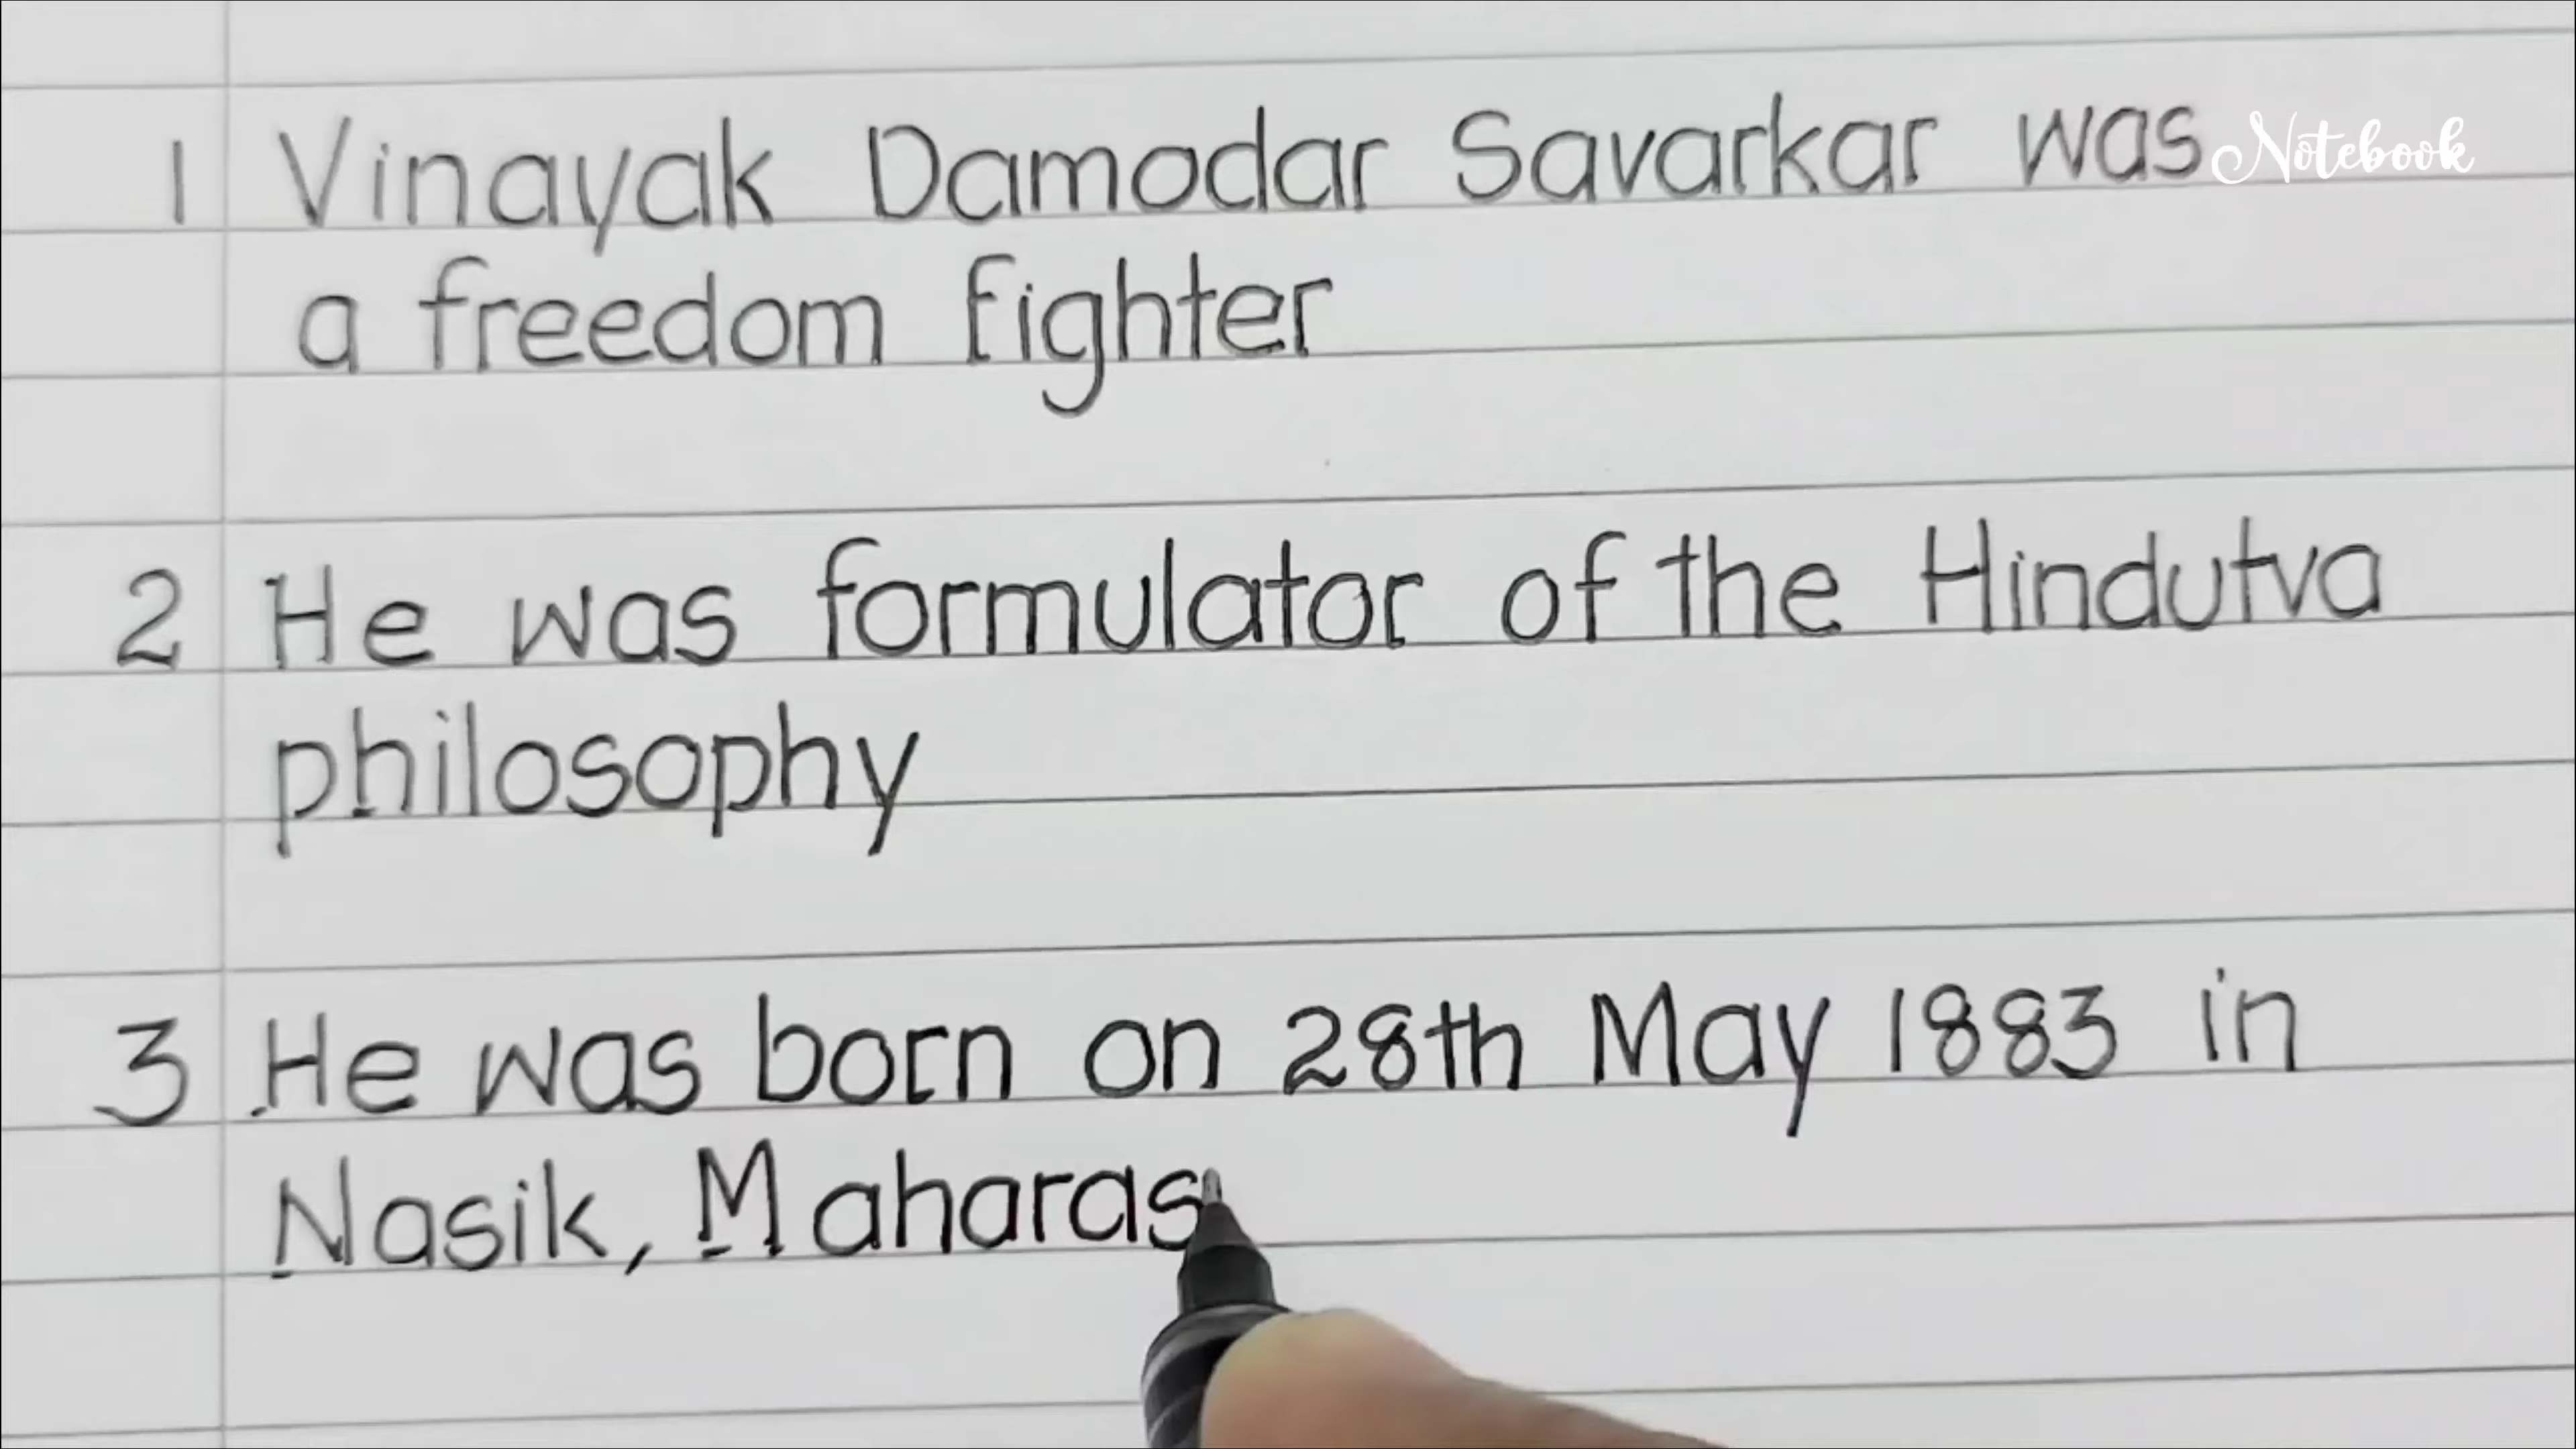 1 Vinayak Damodar Savarkar was Notebook
a freedom fighter
2 He was formulator of the Hindutva
philosophy
3 He was born on 28th May 1883 in
Nasik, Maharas